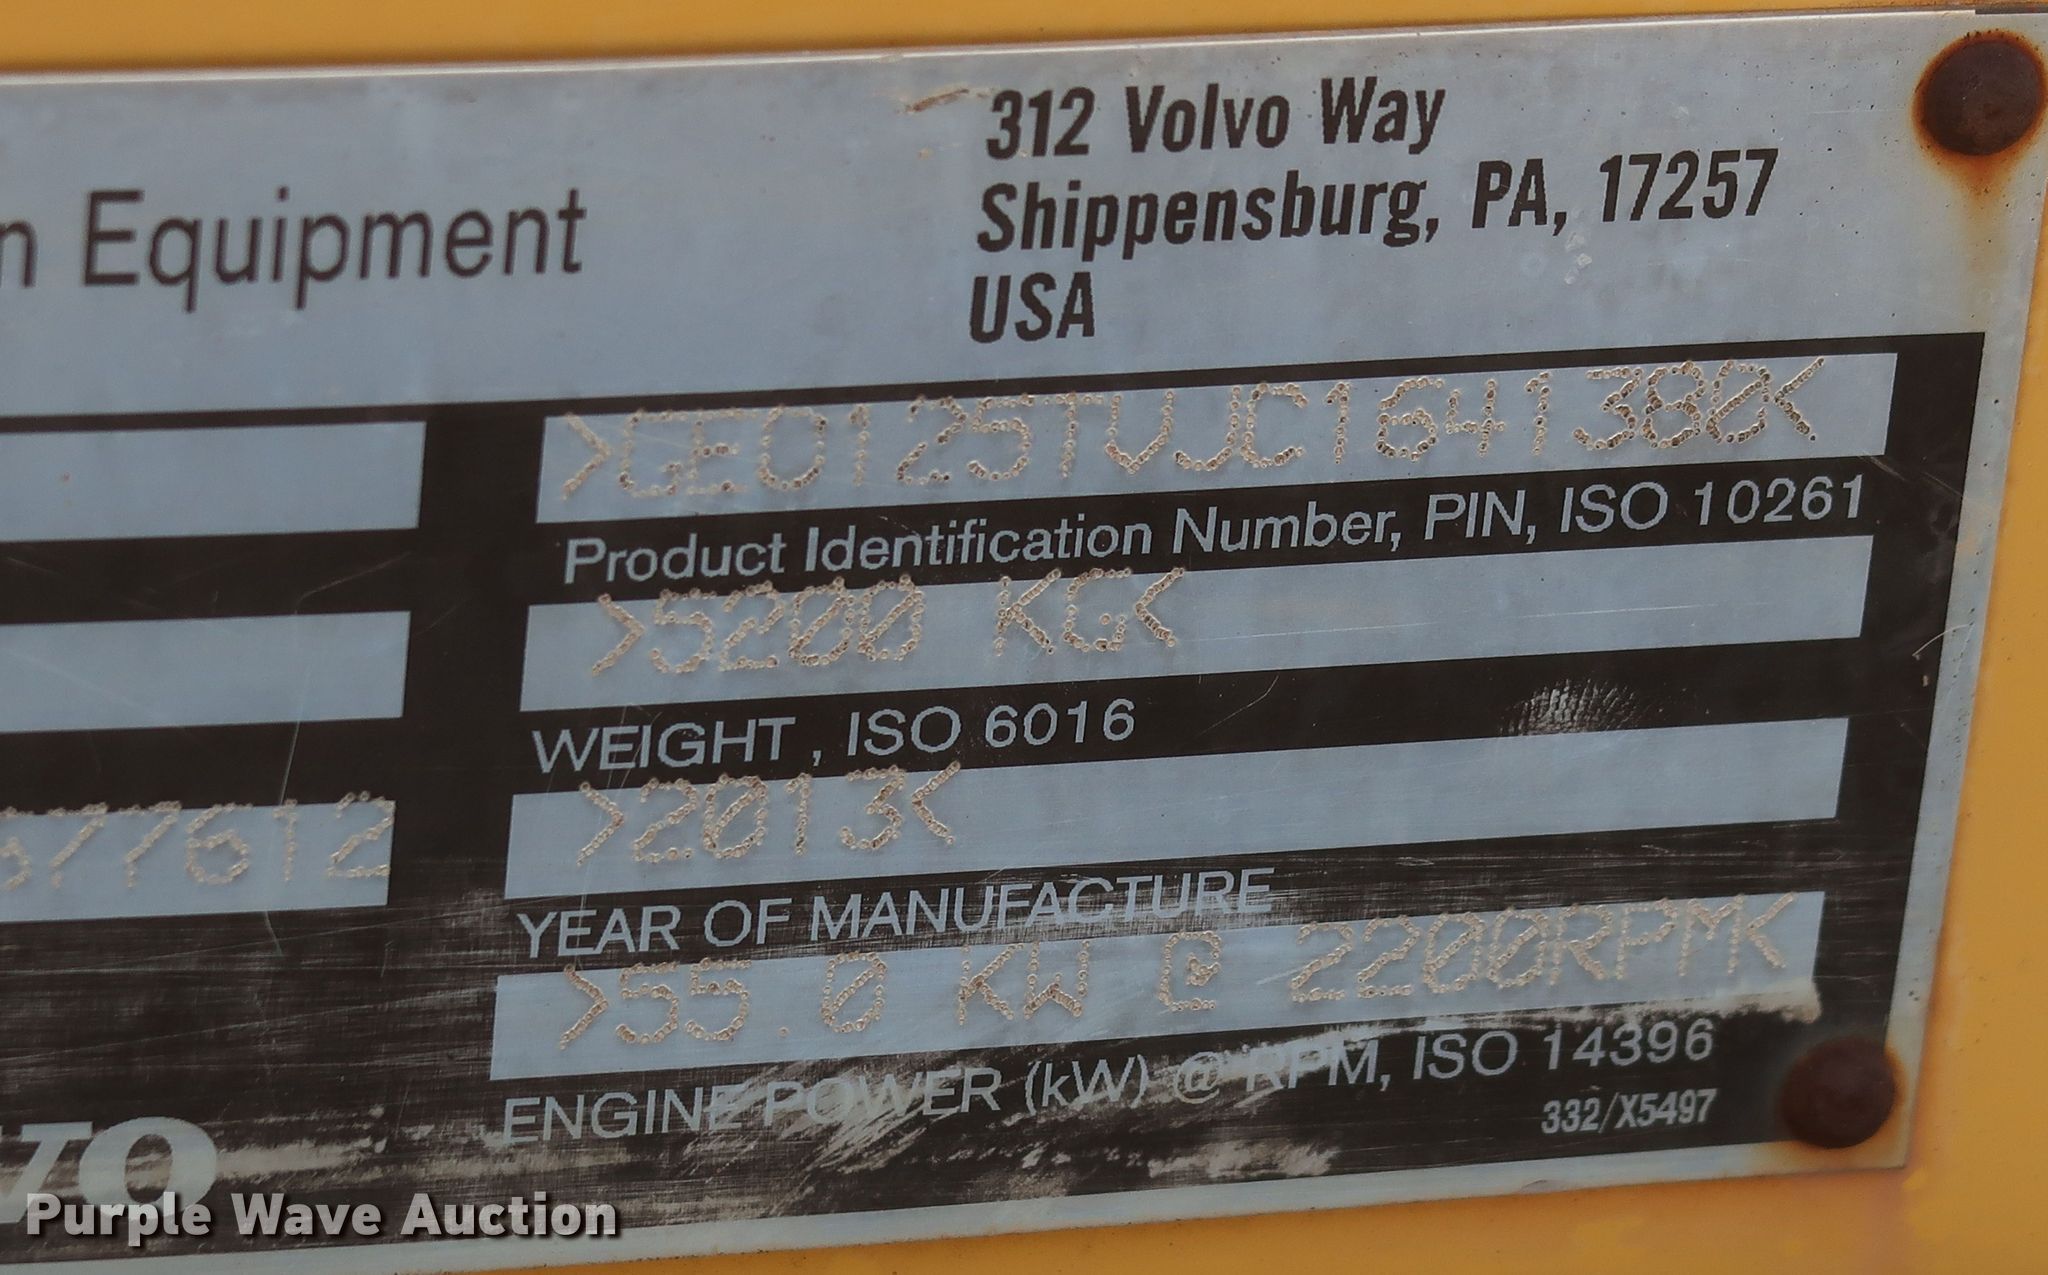 312 Volvo Way
Shippensburg, PA, 17257
USA
n Equipment
>GEO125TVJC1641380<
Product Identification Number, PIN, ISO 10261
>5200 KG<
WEIGHT , ISO 6016
>2013<
77612
YEAR OF MANUFACTURE
>55.0 KW @ 2200RPM<
ENGINE POWER (kW) @ RPM, ISO 14396
332/X5497
VO
Purple Wave Auction